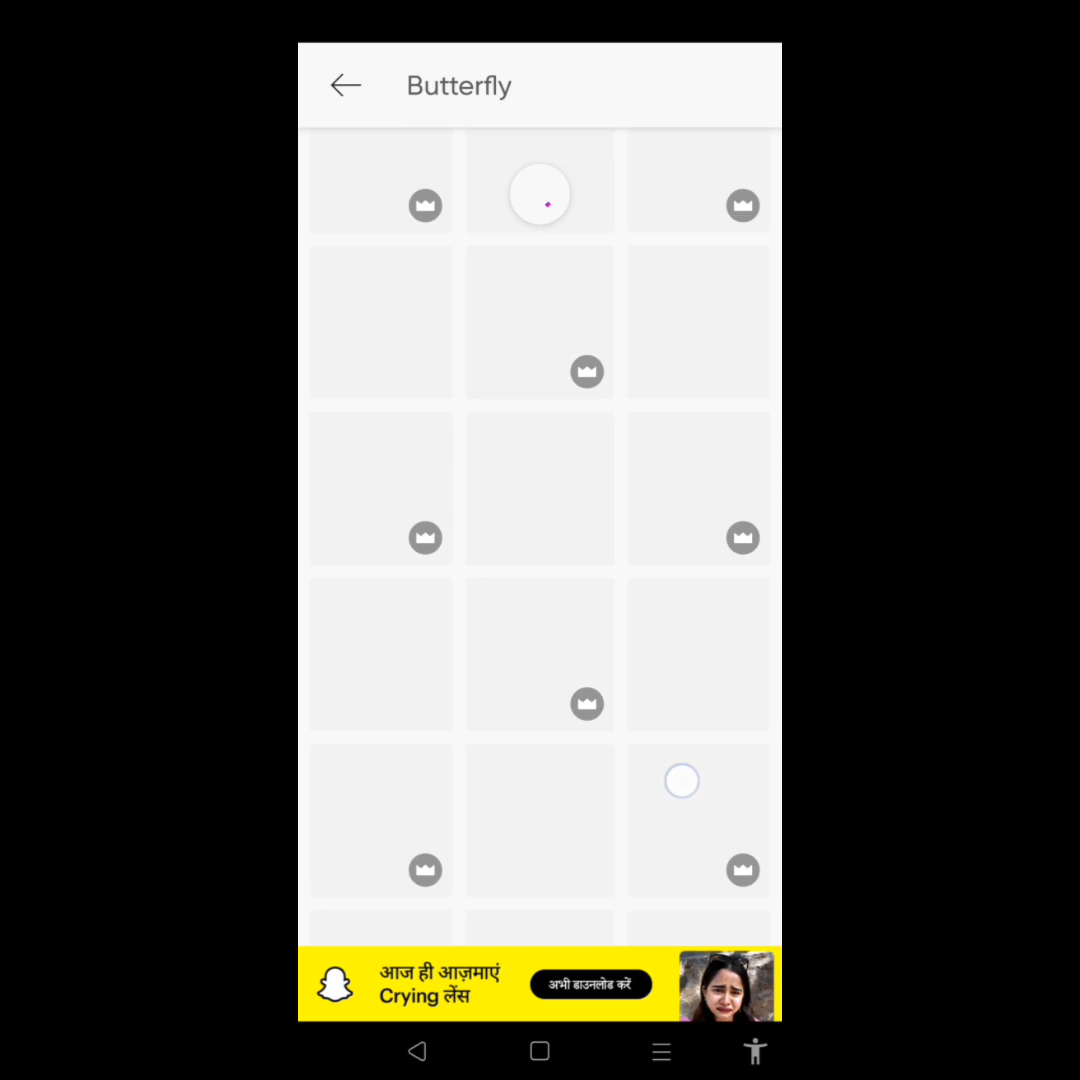 Butterfly
आज ही आज़माएं
Crying लेंस
अभी डाउनलोड करें